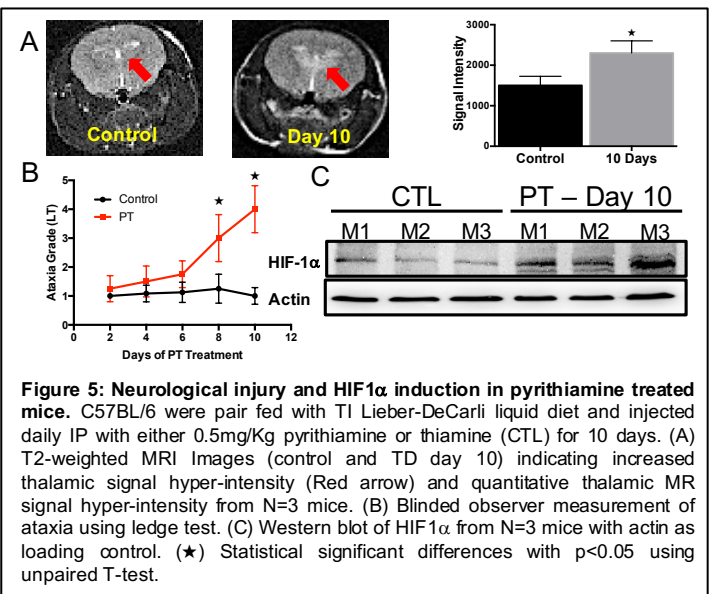 A
Control
Day 10
Signal Intensity
3000
2000
1000
0
★
Control
10 Days
B
Ataxia Grade (LT)
5
4
3
2
1
0
Control
PT
★
★
0
2
4
6
8
10
12
Days of PT Treatment
C
CTL
PT – Day 10
M1
M2
M3
M1
M2
M3
HIF-1α
Actin
Figure 5: Neurological injury and HIF1α induction in pyrithiamine treated
mice. C57BL/6 were pair fed with TI Lieber-DeCarli liquid diet and injected
daily IP with either 0.5mg/Kg pyrithiamine or thiamine (CTL) for 10 days. (A)
T2-weighted MRI Images (control and TD day 10) indicating increased
thalamic signal hyper-intensity (Red arrow) and quantitative thalamic MR
signal hyper-intensity from N=3 mice. (B) Blinded observer measurement of
ataxia using ledge test. (C) Western blot of HIF1α from N=3 mice with actin as
loading control. (★) Statistical significant differences with p<0.05 using
unpaired T-test.